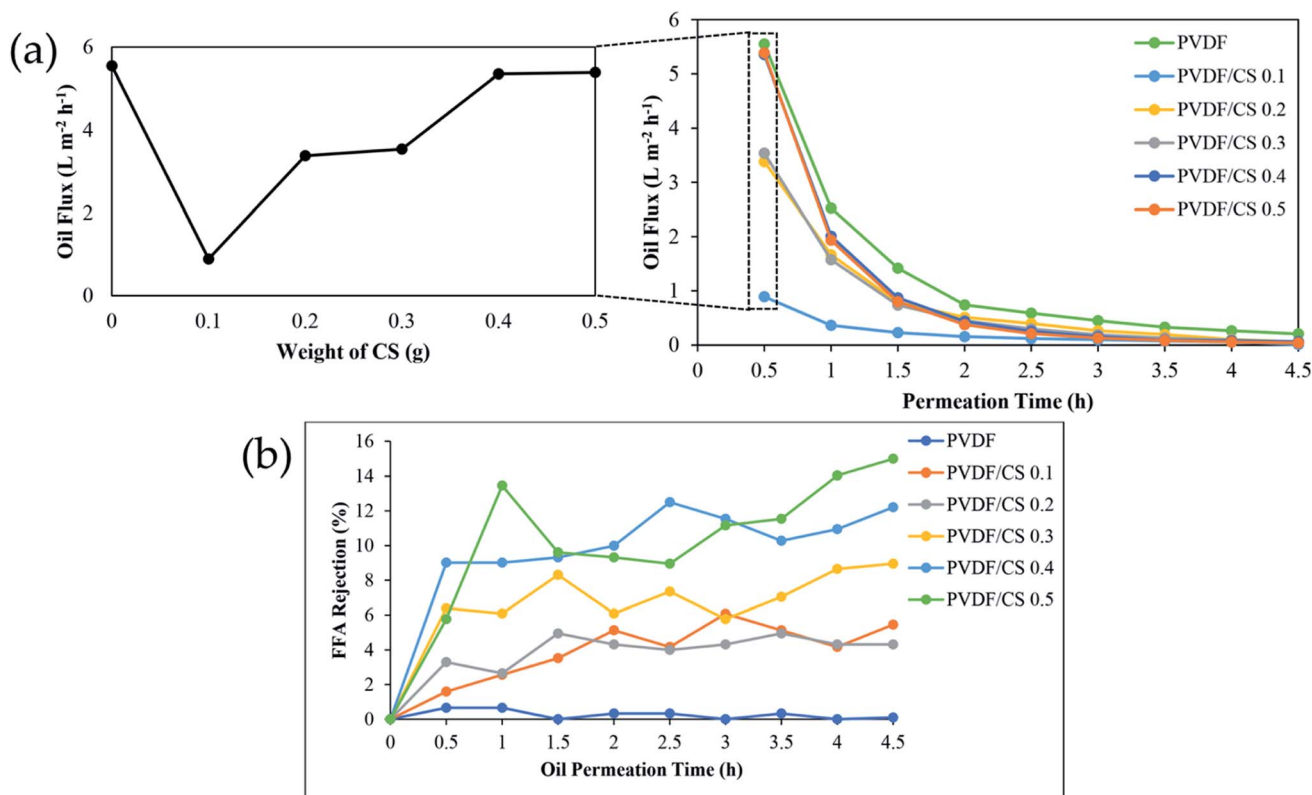 (a)
Oil Flux (L m⁻² h⁻¹)
6
4
2
0
0 0.1 0.2 0.3 0.4 0.5
Weight of CS (g)
Oil Flux (L m⁻² h⁻¹)
6
5
4
3
2
1
0
0 0.5 1 1.5 2 2.5 3 3.5 4 4.5
Permeation Time (h)
PVDF
PVDF/CS 0.1
PVDF/CS 0.2
PVDF/CS 0.3
PVDF/CS 0.4
PVDF/CS 0.5
(b)
FFA Rejection (%)
16
14
12
10
8
6
4
2
0
0 0.5 1 1.5 2 2.5 3 3.5 4 4.5
Oil Permeation Time (h)
PVDF
PVDF/CS 0.1
PVDF/CS 0.2
PVDF/CS 0.3
PVDF/CS 0.4
PVDF/CS 0.5